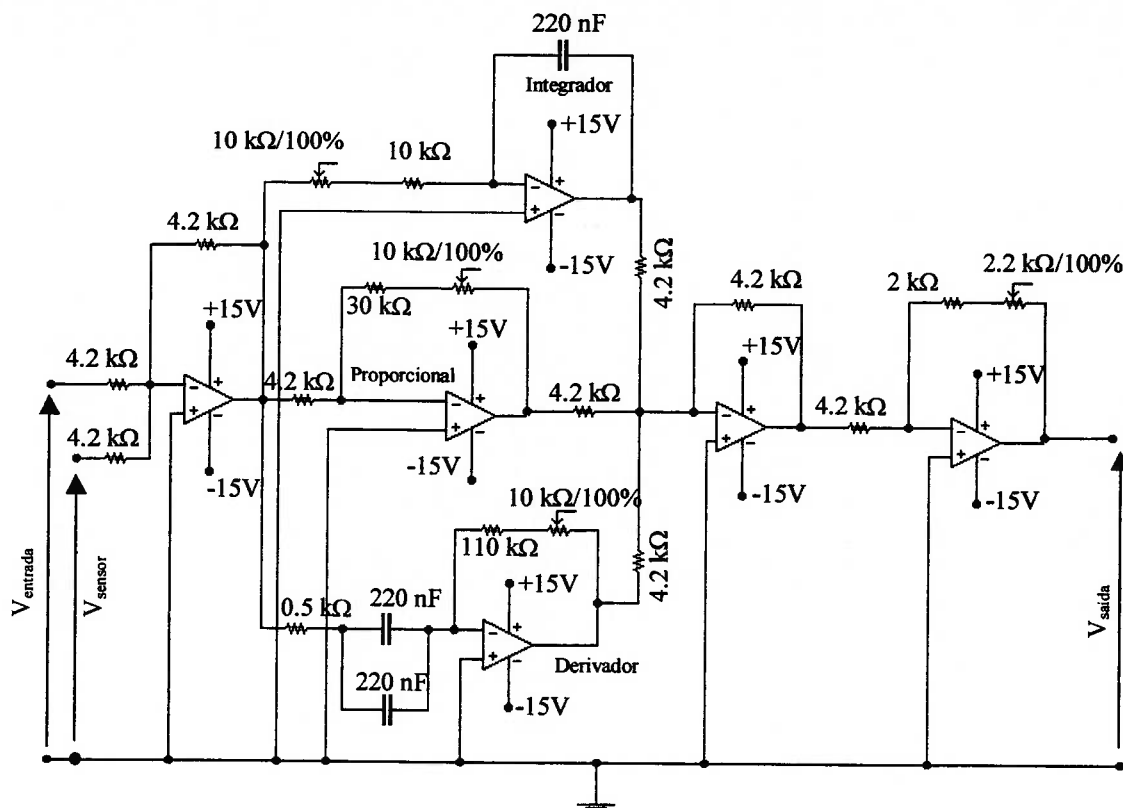 220 nF
Integrador
+15V
10 kΩ/100%
10 kΩ
-
+
+
-
-15V
4.2 kΩ
10 kΩ/100%
30 kΩ
4.2 kΩ
4.2 kΩ
2 kΩ
2.2 kΩ/100%
+15V
+15V
+15V
+15V
4.2 kΩ
4.2 kΩ
Proporcional
4.2 kΩ
4.2 kΩ
-
+
+
-
-
+
+
-
-
+
+
-
-
+
+
-
4.2 kΩ
-15V
-15V
-15V
-15V
10 kΩ/100%
110 kΩ
4.2 kΩ
+15V
0.5 kΩ
220 nF
-
+
+
-
Derivador
220 nF
-15V
Ventrada
Vsensor
Vsaída